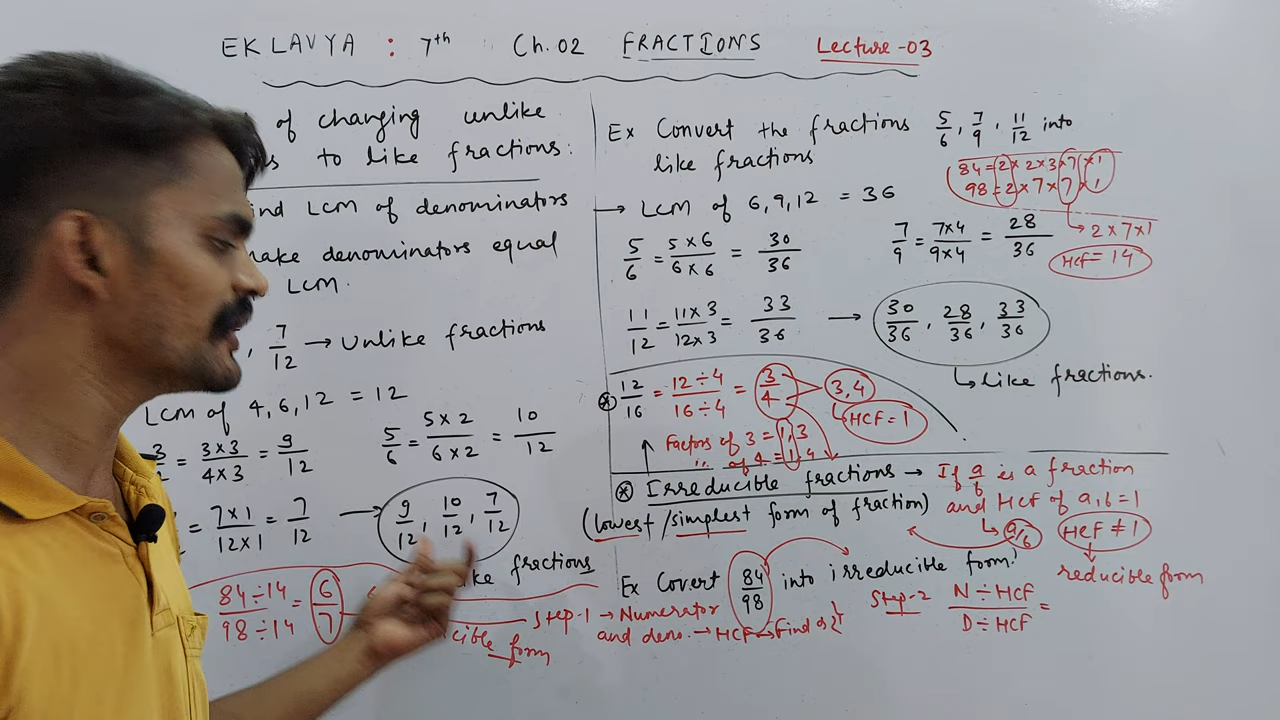 EKLAVYA : 7th Ch.02 FRACTIONS Lecture-03
of changing unlike
to like fractions:
LCM of denominators
make denominators equal
LCM.
, 7/12 → Unlike fractions
LCM of 4, 6, 12 = 12
= 3×3/4×3 = 9/12
5/6 = 5×2/6×2 = 10/12
= 7×1/12×1 = 7/12 → 9/12, 10/12, 7/12
like fractions
84÷14/98÷14 = 6/7
form
Ex Convert the fractions 5/6, 7/9, 11/12 into
like fractions
84 = 2×2×3×7×1
98 = 2×7×7×1
→ 2×7×1
HCF = 14
→ LCM of 6, 9, 12 = 36
5/6 = 5×6/6×6 = 30/36
7/9 = 7×4/9×4 = 28/36
11/12 = 11×3/12×3 = 33/36 → 30/36, 28/36, 33/36
↳ like fractions.
* 12/16 = 12÷4/16÷4 = 3/4 3,4
HCF = 1
Factors of 3 = 1, 3
,, of 4 = 1, 4
* Irreducible fractions → If a/b is a fraction
(lowest/simplest form of fraction) and HCF of a,b = 1
↳ a/b HCF ≠ 1
reducible form
Ex Covert 84/98 into irreducible form?
Step-1 → Numerator
and deno. → HCF → Find
Step-2 N÷HCF/D÷HCF =